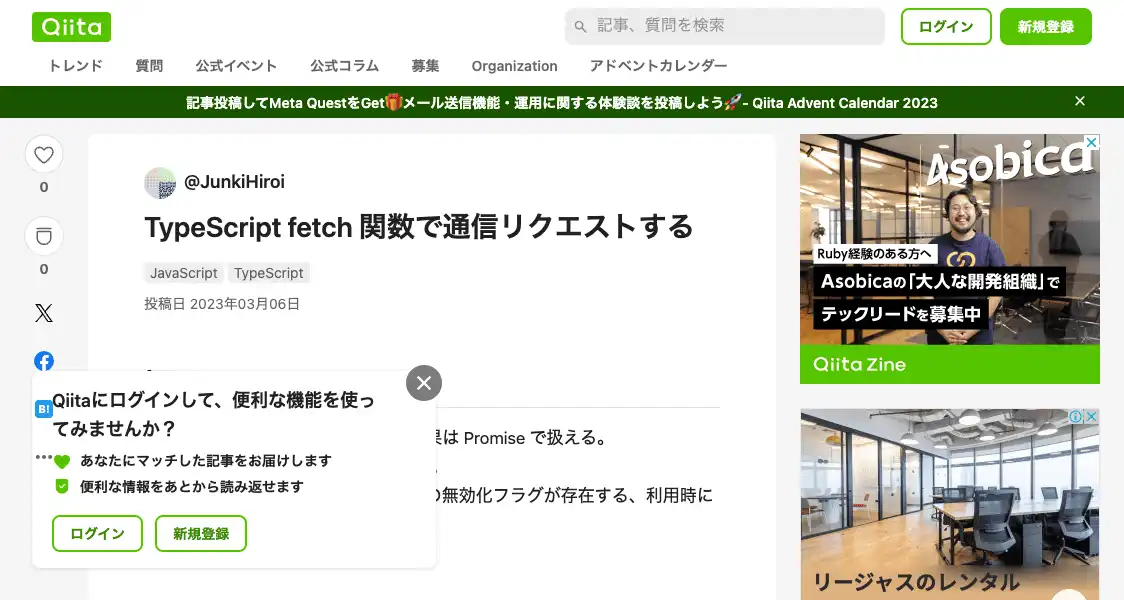 Qiita
記事、質問を検索
ログイン
新規登録
トレンド
質問
公式イベント
公式コラム
募集
Organization
アドベントカレンダー
記事投稿してMeta QuestをGet🎁メール送信機能・運用に関する体験談を投稿しよう🚀- Qiita Advent Calendar 2023
0
0
@JunkiHiroi
TypeScript fetch 関数で通信リクエストする
JavaScript
TypeScript
投稿日 2023年03月06日
は Promise で扱える。
の無効化フラグが存在する、利用時に
B!
Qiitaにログインして、便利な機能を使っ
てみませんか？
あなたにマッチした記事をお届けします
便利な情報をあとから読み返せます
ログイン
新規登録
Asobica
Ruby経験のある方へ
Asobicaの「大人な開発組織」で
テックリードを募集中
Qiita Zine
リージャスのレンタル